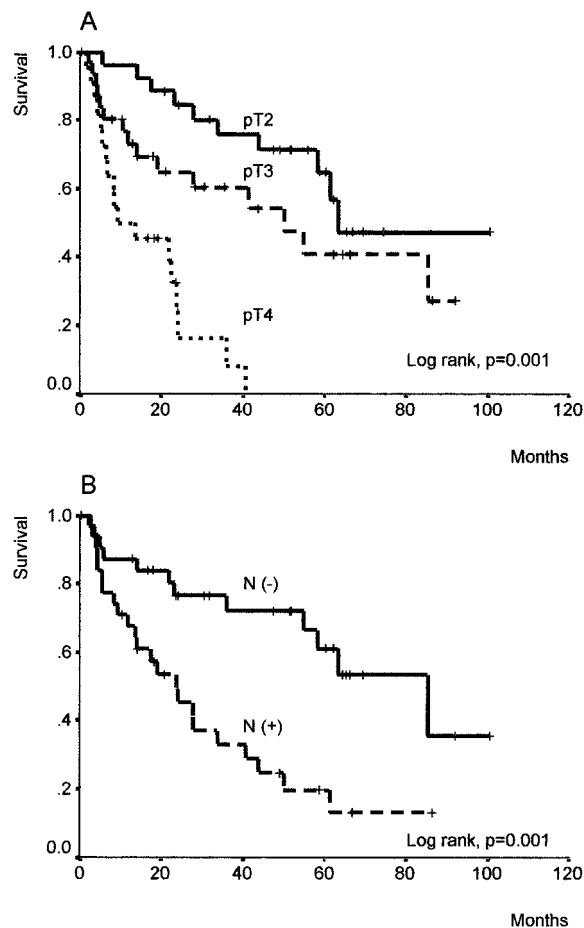 A
Survival
1.0
.8
.6
.4
.2
0.0
pT2
pT3
pT4
Log rank, p=0.001
0 20 40 60 80 100 120
Months
B
Survival
1.0
.8
.6
.4
.2
0.0
N (-)
N (+)
Log rank, p=0.001
0 20 40 60 80 100 120
Months